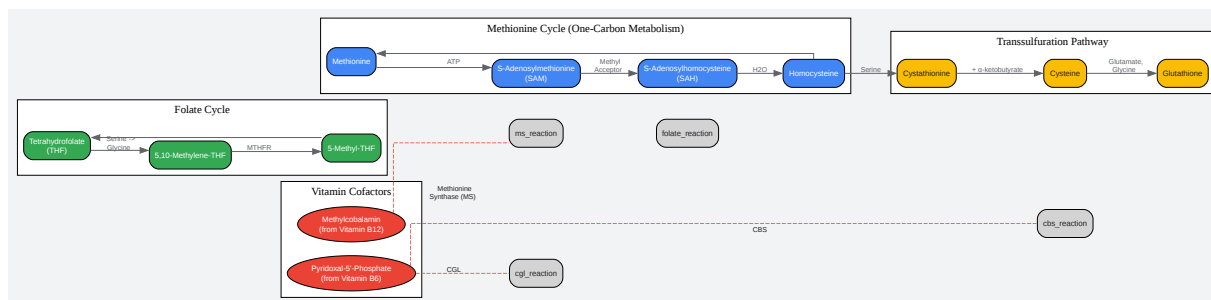 Methionine Cycle (One-Carbon Metabolism)
Methionine
ATP
S-Adenosylmethionine
(SAM)
Methyl
Acceptor
S-Adenosylhomocysteine
(SAH)
H2O
Homocysteine
Serine
Transsulfuration Pathway
Cystathionine
+ α-ketobutyrate
Cysteine
Glutamate,
Glycine
Glutathione
Folate Cycle
Tetrahydrofolate
(THF)
Serine ->
Glycine
5,10-Methylene-THF
MTHFR
5-Methyl-THF
ms_reaction
folate_reaction
Vitamin Cofactors
Methylcobalamin
(from Vitamin B12)
Methionine
Synthase (MS)
CBS
cbs_reaction
Pyridoxal-5'-Phosphate
(from Vitamin B6)
CGL
cgl_reaction